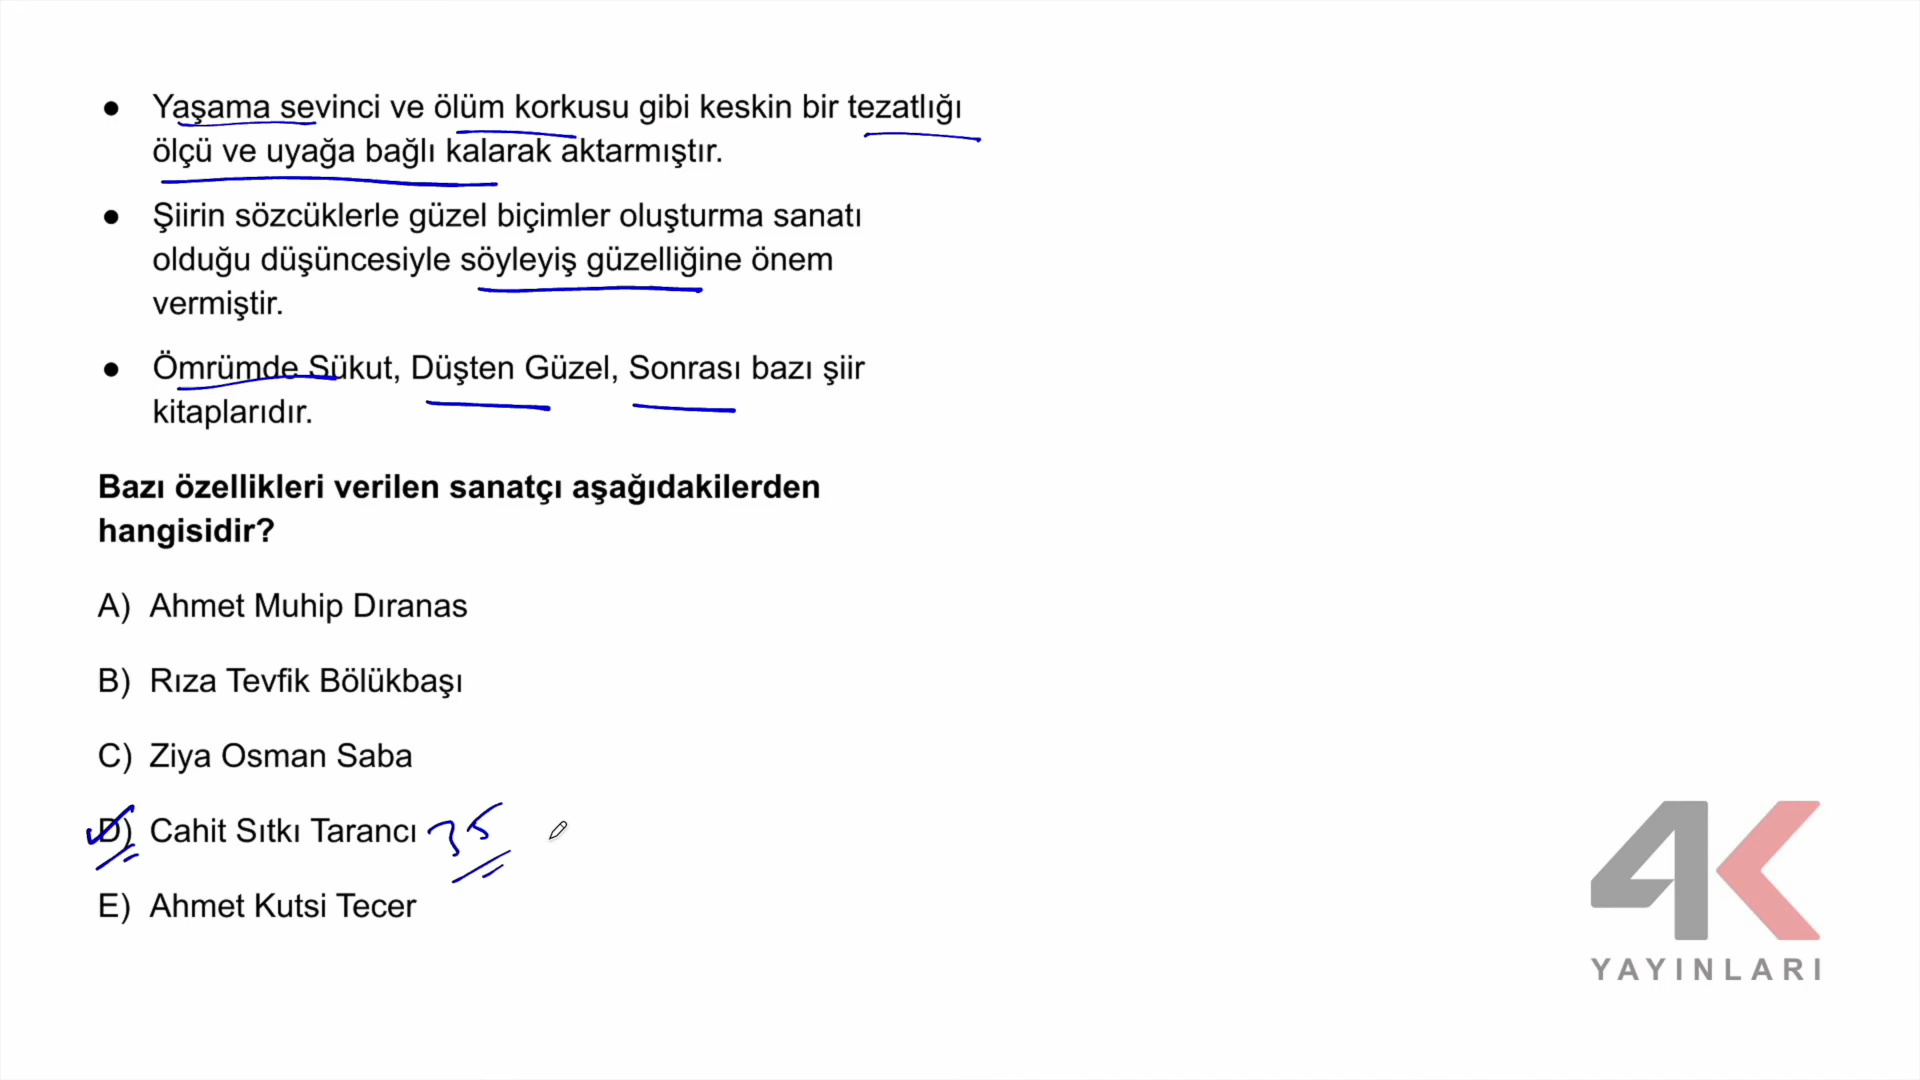 ● Yaşama sevinci ve ölüm korkusu gibi keskin bir tezatlığı
ölçü ve uyağa bağlı kalarak aktarmıştır.
● Şiirin sözcüklerle güzel biçimler oluşturma sanatı
olduğu düşüncesiyle söyleyiş güzelliğine önem
vermiştir.
● Ömrümde Sükut, Düşten Güzel, Sonrası bazı şiir
kitaplarıdır.
Bazı özellikleri verilen sanatçı aşağıdakilerden
hangisidir?
A) Ahmet Muhip Dıranas
B) Rıza Tevfik Bölükbaşı
C) Ziya Osman Saba
D) Cahit Sıtkı Tarancı 35
E) Ahmet Kutsi Tecer
4K
YAYINLARI